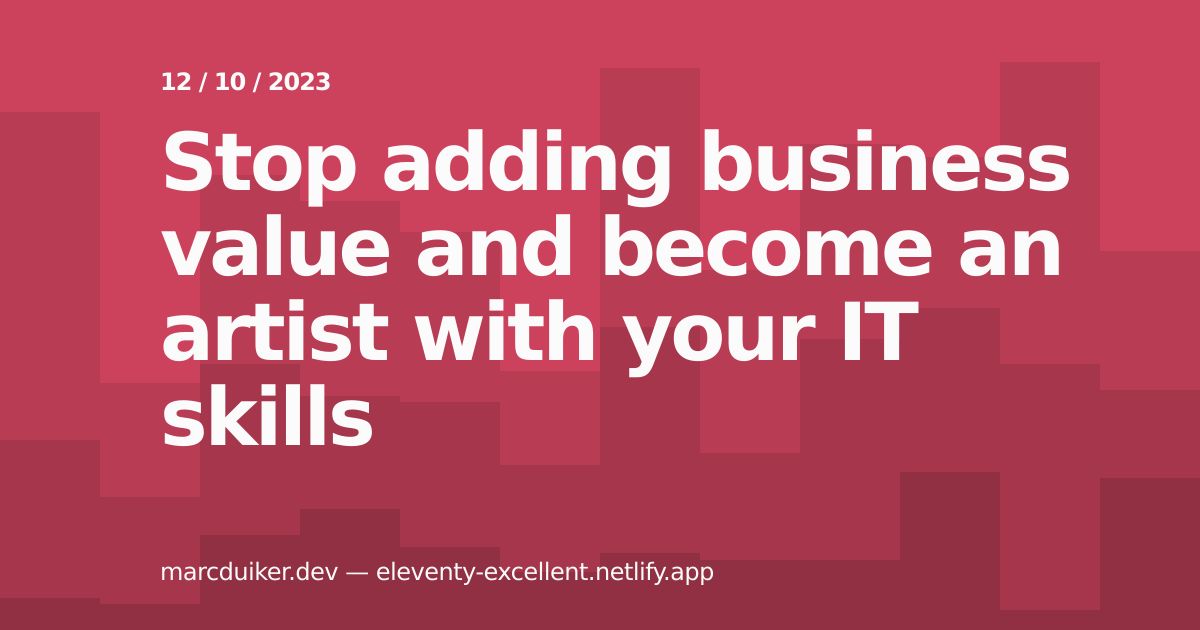 12 / 10 / 2023
Stop adding business
value and become an
artist with your IT
skills
marcduiker.dev — eleventy-excellent.netlify.app